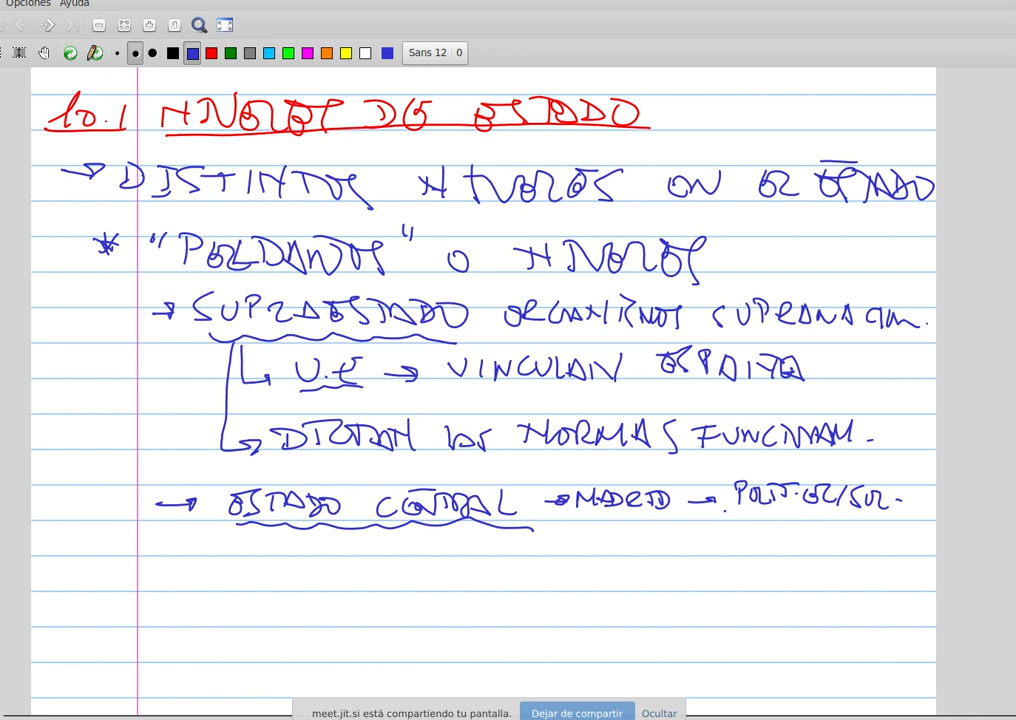 Opciones Ayuda
Sans 12 0
10.1 NIVELES DE ESTADO
→ DISTINTOS NIVELES EN EL ESTADO
* "PELDAÑOS" O NIVELES
→ SUPRAESTADO ORGANISMOS SUPRANACION.
↳ U.E → VINCULAN ESPAÑA
↳ DICTAN LAS NORMAS FUNCIONAM.
→ ESTADO CENTRAL → MADRID →
meet.jit.si está compartiendo tu pantalla. Dejar de compartir Ocultar